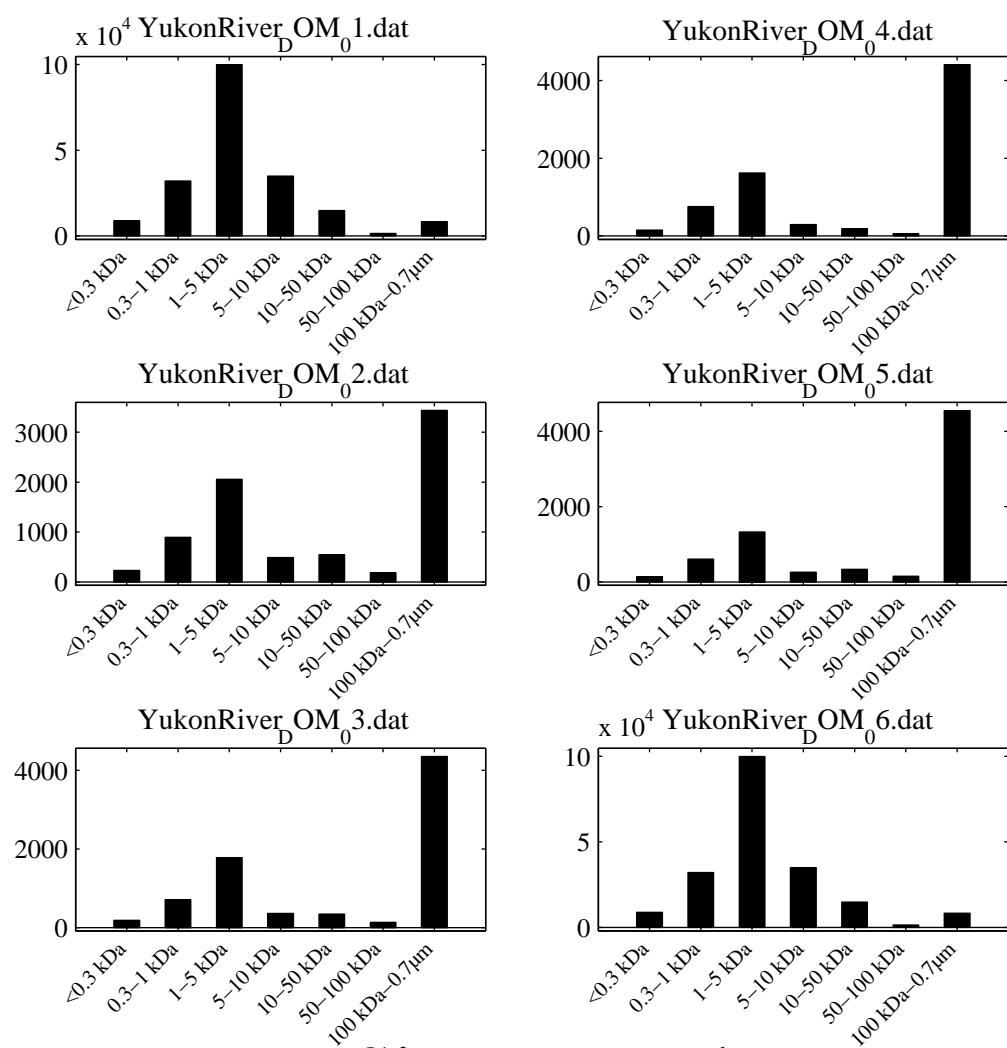 x 10⁴ YukonRiver_DOM_01.dat
10
5
0
<0.3 kDa
0.3–1 kDa
1–5 kDa
5–10 kDa
10–50 kDa
50–100 kDa
100 kDa–0.7µm
YukonRiver_DOM_04.dat
4000
2000
0
<0.3 kDa
0.3–1 kDa
1–5 kDa
5–10 kDa
10–50 kDa
50–100 kDa
100 kDa–0.7µm
YukonRiver_DOM_02.dat
3000
2000
1000
0
<0.3 kDa
0.3–1 kDa
1–5 kDa
5–10 kDa
10–50 kDa
50–100 kDa
100 kDa–0.7µm
YukonRiver_DOM_05.dat
4000
2000
0
<0.3 kDa
0.3–1 kDa
1–5 kDa
5–10 kDa
10–50 kDa
50–100 kDa
100 kDa–0.7µm
YukonRiver_DOM_03.dat
4000
2000
0
<0.3 kDa
0.3–1 kDa
1–5 kDa
5–10 kDa
10–50 kDa
50–100 kDa
100 kDa–0.7µm
x 10⁴ YukonRiver_DOM_06.dat
10
5
0
<0.3 kDa
0.3–1 kDa
1–5 kDa
5–10 kDa
10–50 kDa
50–100 kDa
100 kDa–0.7µm